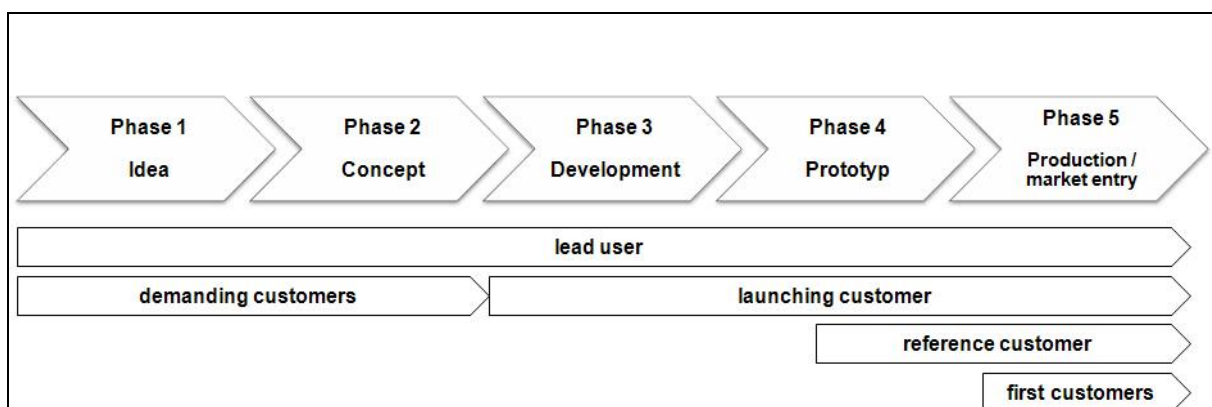 Phase 1
Idea
Phase 2
Concept
Phase 3
Development
Phase 4
Prototyp
Phase 5
Production /
market entry
lead user
demanding customers
launching customer
reference customer
first customers